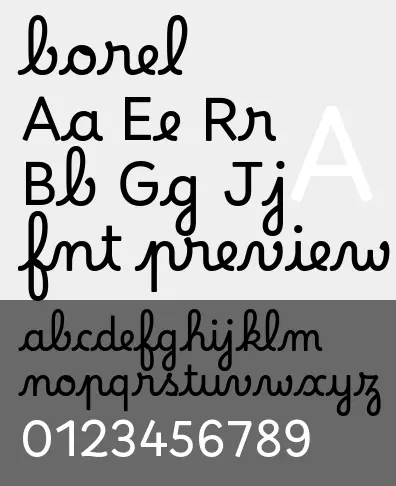 borel
Aa Ee Rr
A
Bb Gg Jj
fnt preview
abcdefghijklm
nopqrstuvwxyz
0123456789